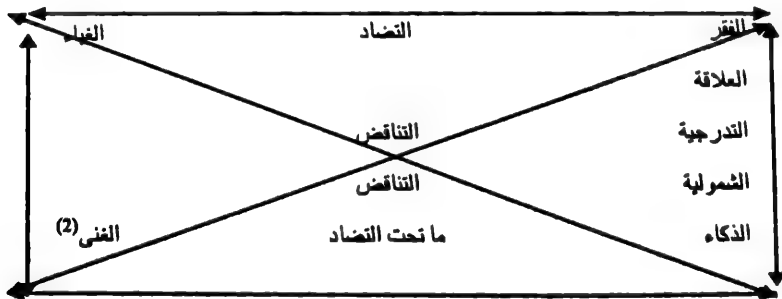 الفقر التضاد الغباء
العلاقة
التناقض التدرجية
التناقض الشمولية
الذكاء ما تحت التضاد الغنى(2)